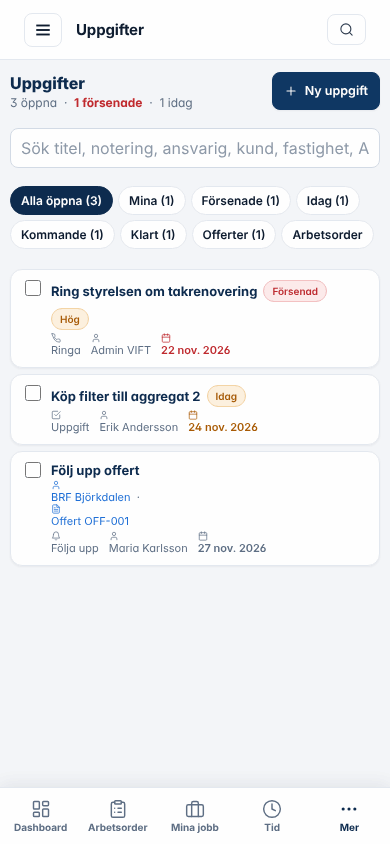 Uppgifter
Uppgifter
3 öppna · 1 försenade · 1 idag
Ny uppgift
Sök titel, notering, ansvarig, kund, fastighet, A
Alla öppna (3)
Mina (1)
Försenade (1)
Idag (1)
Kommande (1)
Klart (1)
Offerter (1)
Arbetsorder
Ring styrelsen om takrenovering
Försenad
Hög
Ringa
Admin VIFT
22 nov. 2026
Köp filter till aggregat 2
Idag
Uppgift
Erik Andersson
24 nov. 2026
Följ upp offert
BRF Björkdalen ·
Offert OFF-001
Följa upp
Maria Karlsson
27 nov. 2026
Dashboard
Arbetsorder
Mina jobb
Tid
Mer